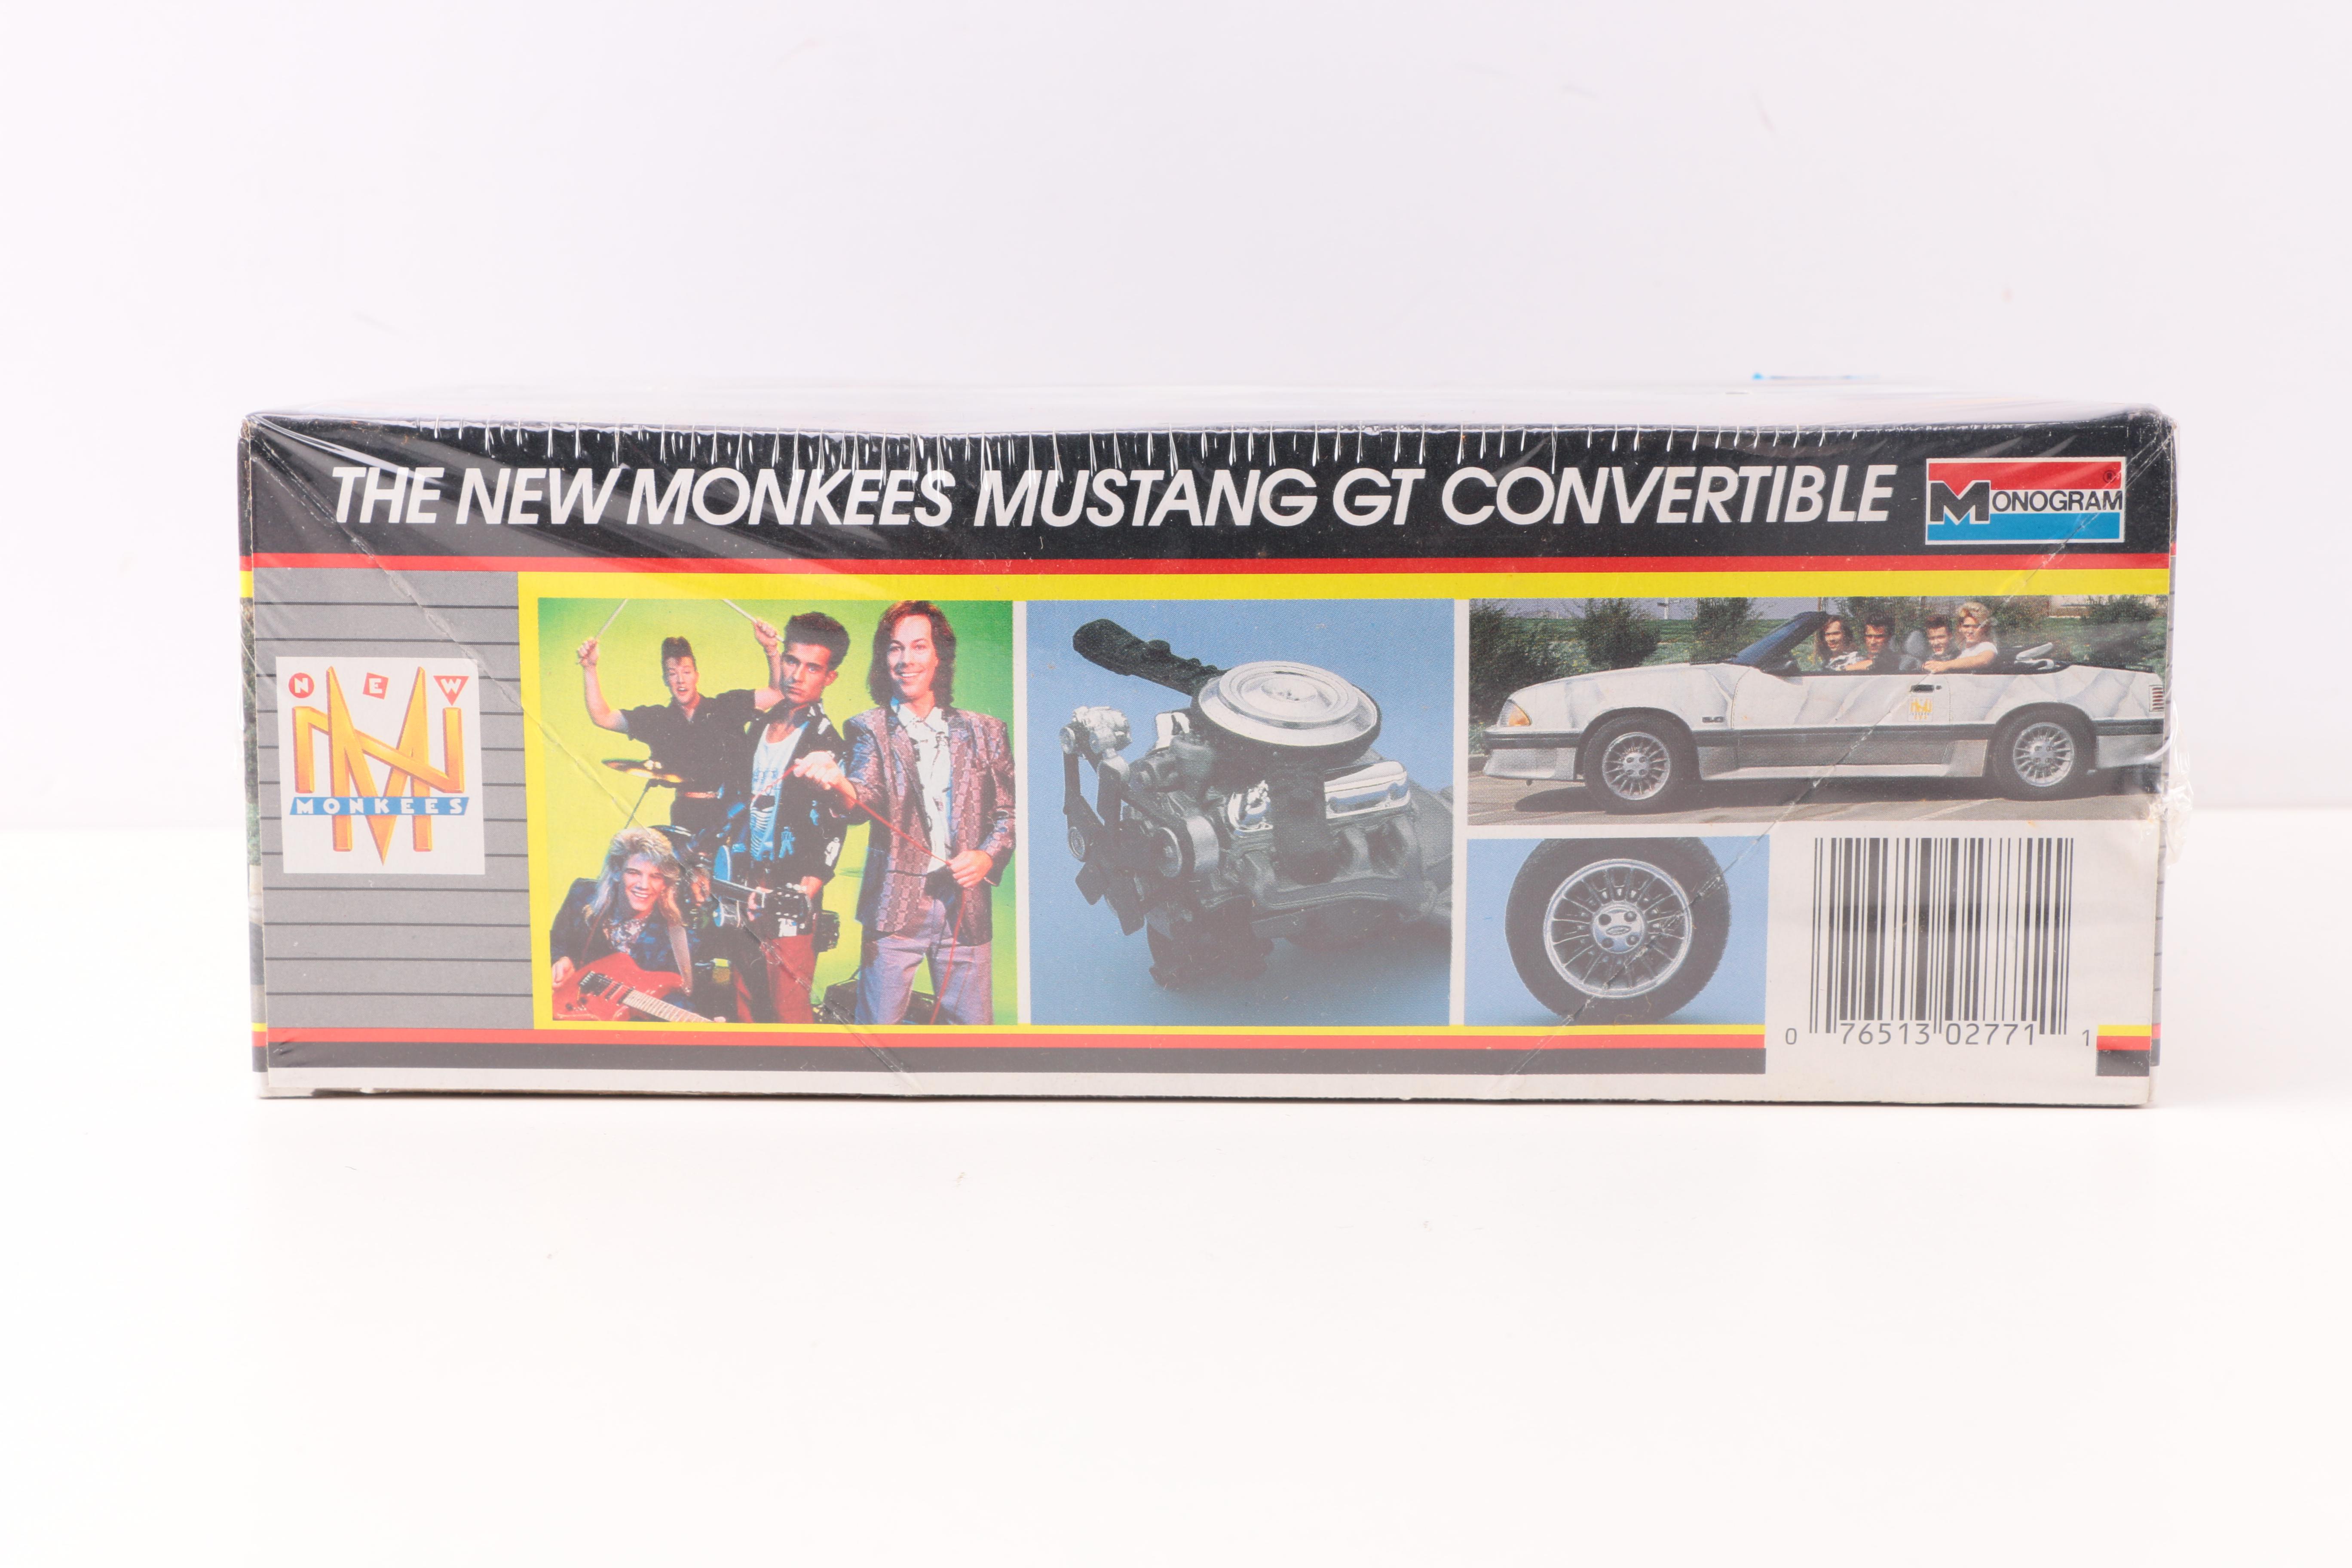 THE NEW MONKEES MUSTANG GT CONVERTIBLE
MONOGRAM ®
NEW
MONKEES
0 76513 02771 1